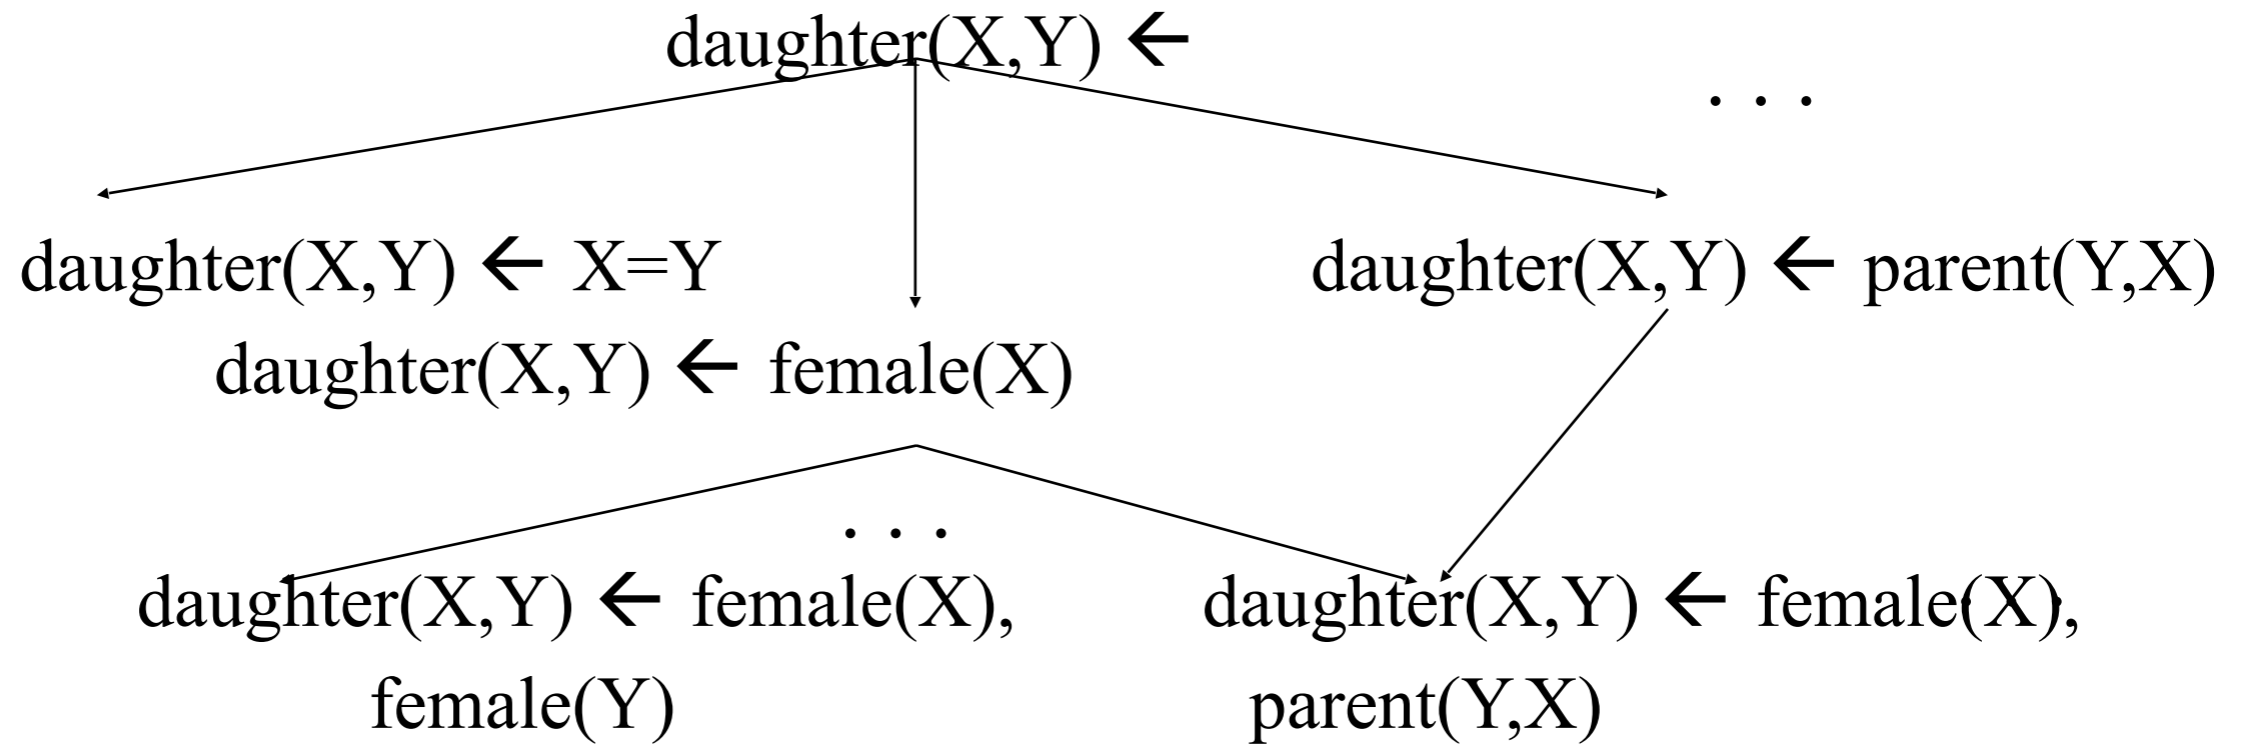 daughter(X,Y) ←
. . .
daughter(X,Y) ← X=Y
daughter(X,Y) ← parent(Y,X)
daughter(X,Y) ← female(X)
. . .
daughter(X,Y) ← female(X),
female(Y)
daughter(X,Y) ← female(X),
parent(Y,X)